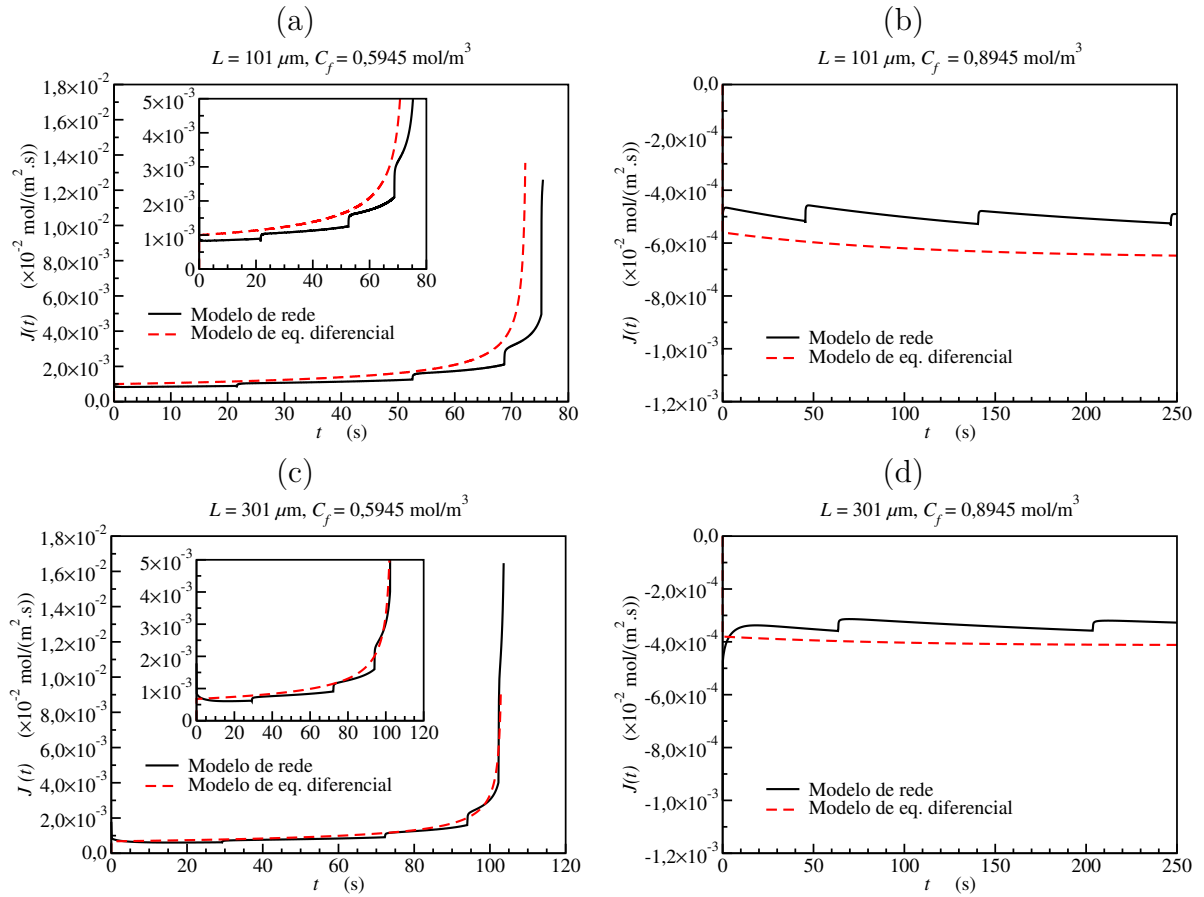 (a)
L = 101 μm, C_f = 0,5945 mol/m³
J(t) (×10⁻² mol/(m².s))
1,8×10⁻²
1,6×10⁻²
1,4×10⁻²
1,2×10⁻²
1,0×10⁻²
8,0×10⁻³
6,0×10⁻³
4,0×10⁻³
2,0×10⁻³
0,0
5×10⁻³
4×10⁻³
3×10⁻³
2×10⁻³
1×10⁻³
0
0 20 40 60 80
Modelo de rede
Modelo de eq. diferencial
0 10 20 30 40 50 60 70 80
t (s)
(b)
L = 101 μm, C_f = 0,8945 mol/m³
J(t) (×10⁻² mol/(m².s))
0,0
-2,0×10⁻⁴
-4,0×10⁻⁴
-6,0×10⁻⁴
-8,0×10⁻⁴
-1,0×10⁻³
-1,2×10⁻³
Modelo de rede
Modelo de eq. diferencial
0 50 100 150 200 250
t (s)
(c)
L = 301 μm, C_f = 0,5945 mol/m³
J (t) (×10⁻² mol/(m².s))
1,8×10⁻²
1,6×10⁻²
1,4×10⁻²
1,2×10⁻²
1,0×10⁻²
8,0×10⁻³
6,0×10⁻³
4,0×10⁻³
2,0×10⁻³
0,0
5×10⁻³
4×10⁻³
3×10⁻³
2×10⁻³
1×10⁻³
0
0 20 40 60 80 100 120
Modelo de rede
Modelo de eq. diferencial
0 20 40 60 80 100 120
t (s)
(d)
L = 301 μm, C_f = 0,8945 mol/m³
J(t) (×10⁻² mol/(m².s))
0,0
-2,0×10⁻⁴
-4,0×10⁻⁴
-6,0×10⁻⁴
-8,0×10⁻⁴
-1,0×10⁻³
-1,2×10⁻³
Modelo de rede
Modelo de eq. diferencial
0 50 100 150 200 250
t (s)